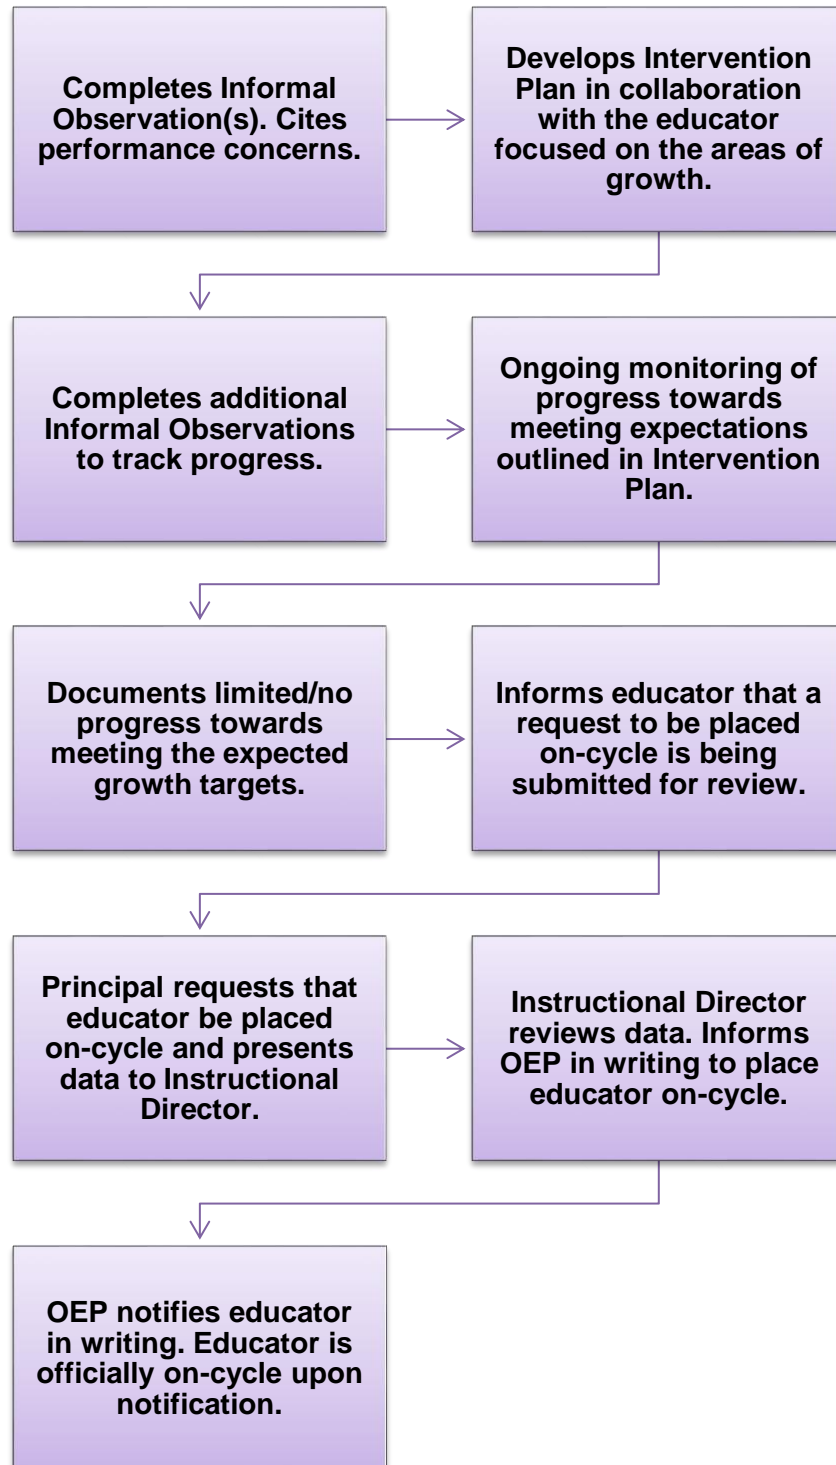 Completes Informal
Observation(s). Cites
performance concerns.
Develops Intervention
Plan in collaboration
with the educator
focused on the areas of
growth.
Completes additional
Informal Observations
to track progress.
Ongoing monitoring of
progress towards
meeting expectations
outlined in Intervention
Plan.
Documents limited/no
progress towards
meeting the expected
growth targets.
Informs educator that a
request to be placed
on-cycle is being
submitted for review.
Principal requests that
educator be placed
on-cycle and presents
data to Instructional
Director.
Instructional Director
reviews data. Informs
OEP in writing to place
educator on-cycle.
OEP notifies educator
in writing. Educator is
officially on-cycle upon
notification.